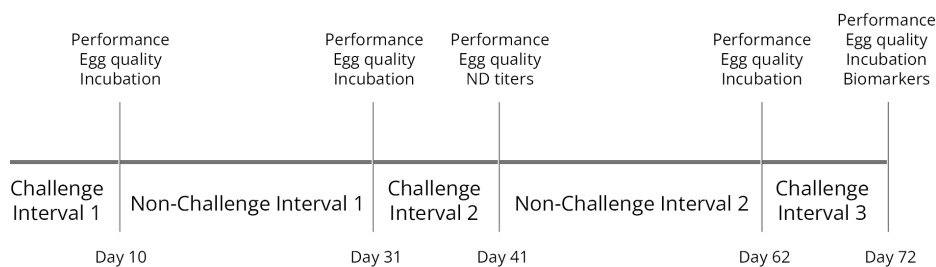 Performance
Egg quality
Incubation
Performance
Egg quality
Incubation
Performance
Egg quality
ND titers
Performance
Egg quality
Incubation
Performance
Egg quality
Incubation
Biomarkers
Challenge
Interval 1
Non-Challenge Interval 1
Challenge
Interval 2
Non-Challenge Interval 2
Challenge
Interval 3
Day 10
Day 31
Day 41
Day 62
Day 72